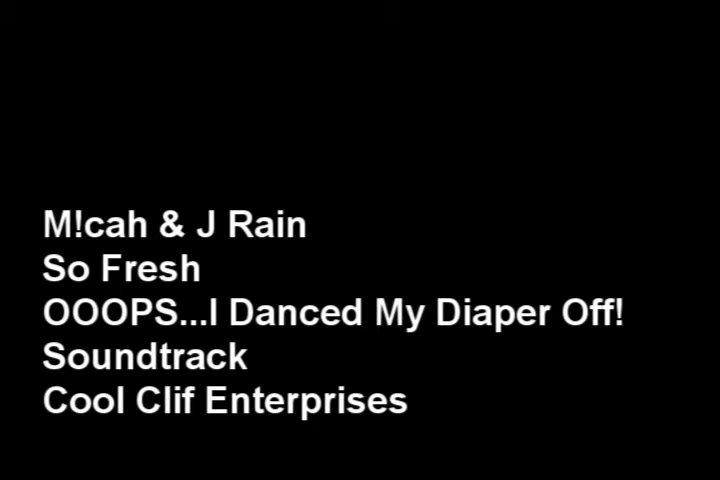 M!cah & J Rain
So Fresh
OOOPS...I Danced My Diaper Off!
Soundtrack
Cool Clif Enterprises